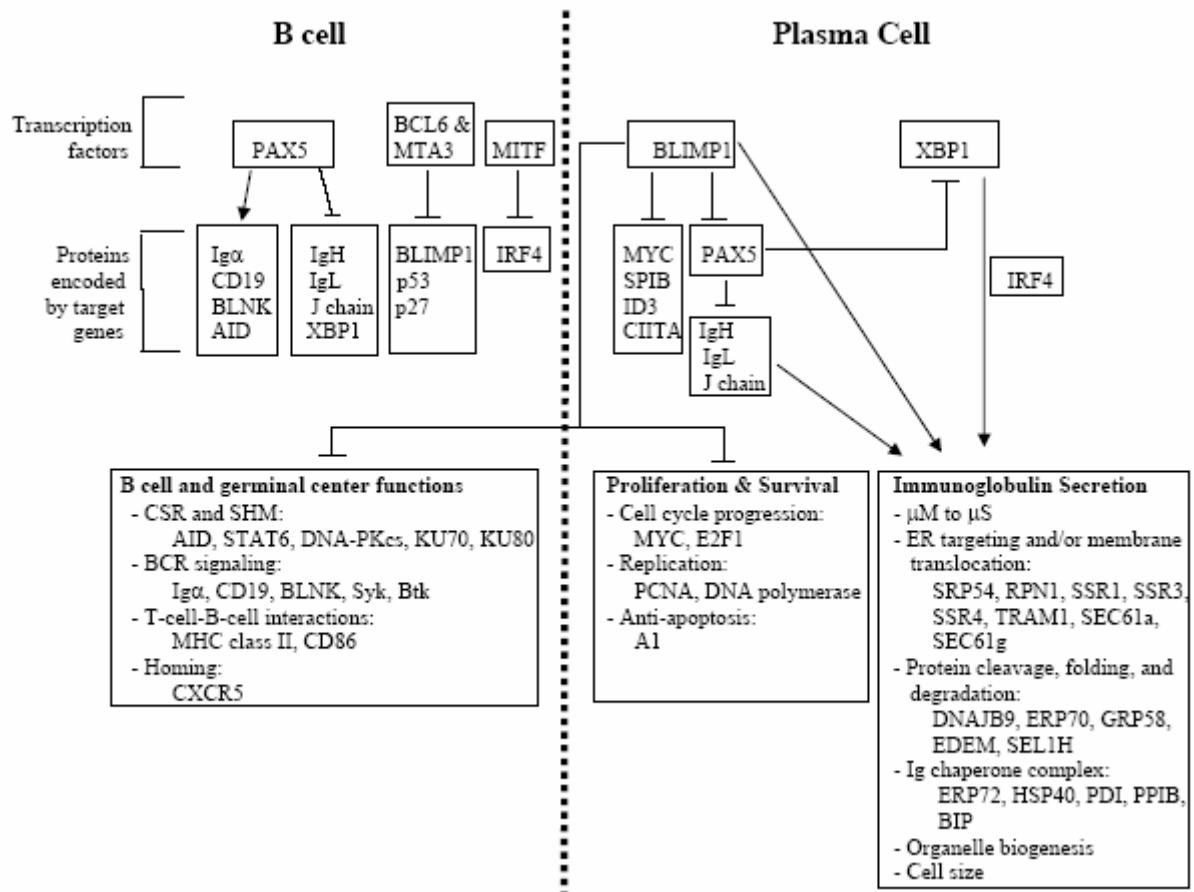 B cell
Plasma Cell
Transcription
factors
PAX5
BCL6 &
MTA3
MITF
BLIMP1
XBP1
Proteins
encoded
by target
genes
Igα
CD19
BLNK
AID
IgH
IgL
J chain
XBP1
BLIMP1
p53
p27
IRF4
MYC
SPIB
ID3
CIITA
PAX5
IgH
IgL
J chain
IRF4
B cell and germinal center functions
- CSR and SHM:
AID, STAT6, DNA-PKcs, KU70, KU80
- BCR signaling:
Igα, CD19, BLNK, Syk, Btk
- T-cell-B-cell interactions:
MHC class II, CD86
- Homing:
CXCR5
Proliferation & Survival
- Cell cycle progression:
MYC, E2F1
- Replication:
PCNA, DNA polymerase
- Anti-apoptosis:
A1
Immunoglobulin Secretion
- μM to μS
- ER targeting and/or membrane
translocation:
SRP54, RPN1, SSR1, SSR3,
SSR4, TRAM1, SEC61a,
SEC61g
- Protein cleavage, folding, and
degradation:
DNAJB9, ERP70, GRP58,
EDEM, SEL1H
- Ig chaperone complex:
ERP72, HSP40, PDI, PPIB,
BIP
- Organelle biogenesis
- Cell size